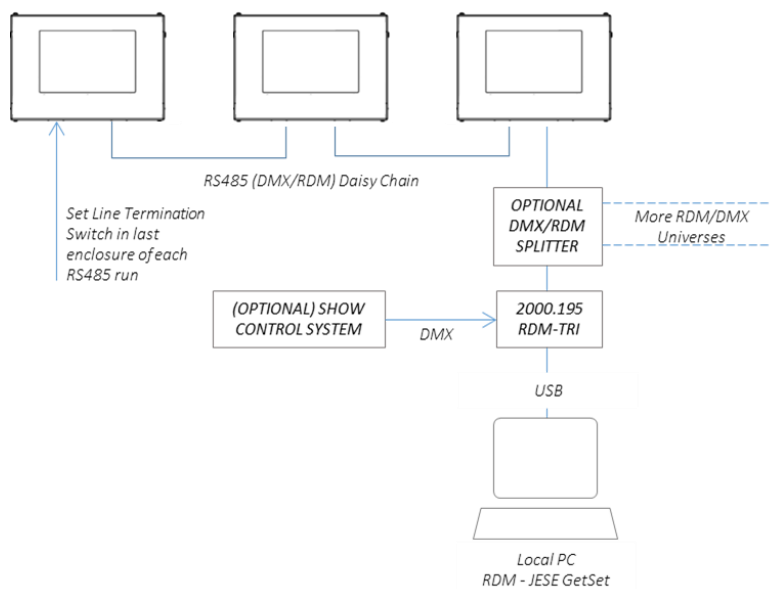 RS485 (DMX/RDM) Daisy Chain
Set Line Termination
Switch in last
enclosure of each
RS485 run
OPTIONAL
DMX/RDM
SPLITTER
More RDM/DMX
Universes
(OPTIONAL) SHOW
CONTROL SYSTEM
DMX
2000.195
RDM-TRI
USB
Local PC
RDM - JESE GetSet